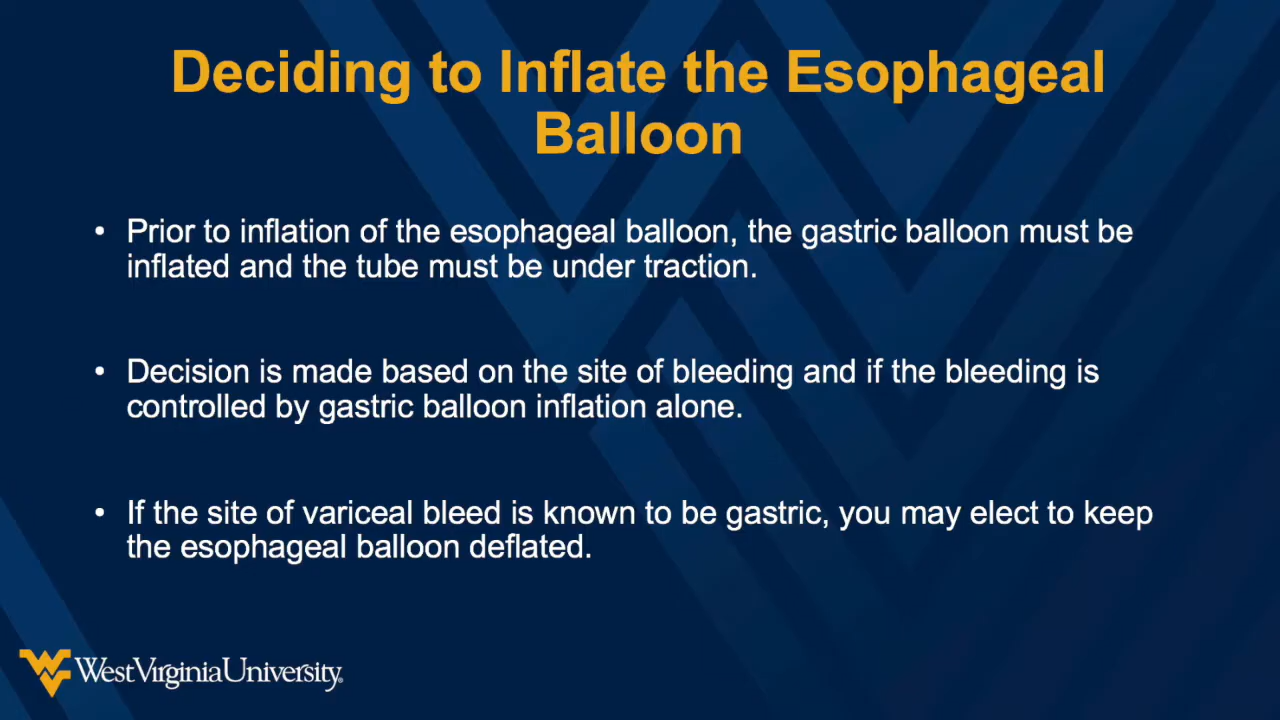 Deciding to Inflate the Esophageal
Balloon
• Prior to inflation of the esophageal balloon, the gastric balloon must be
inflated and the tube must be under traction.
• Decision is made based on the site of bleeding and if the bleeding is
controlled by gastric balloon inflation alone.
• If the site of variceal bleed is known to be gastric, you may elect to keep
the esophageal balloon deflated.
WestVirginiaUniversity®